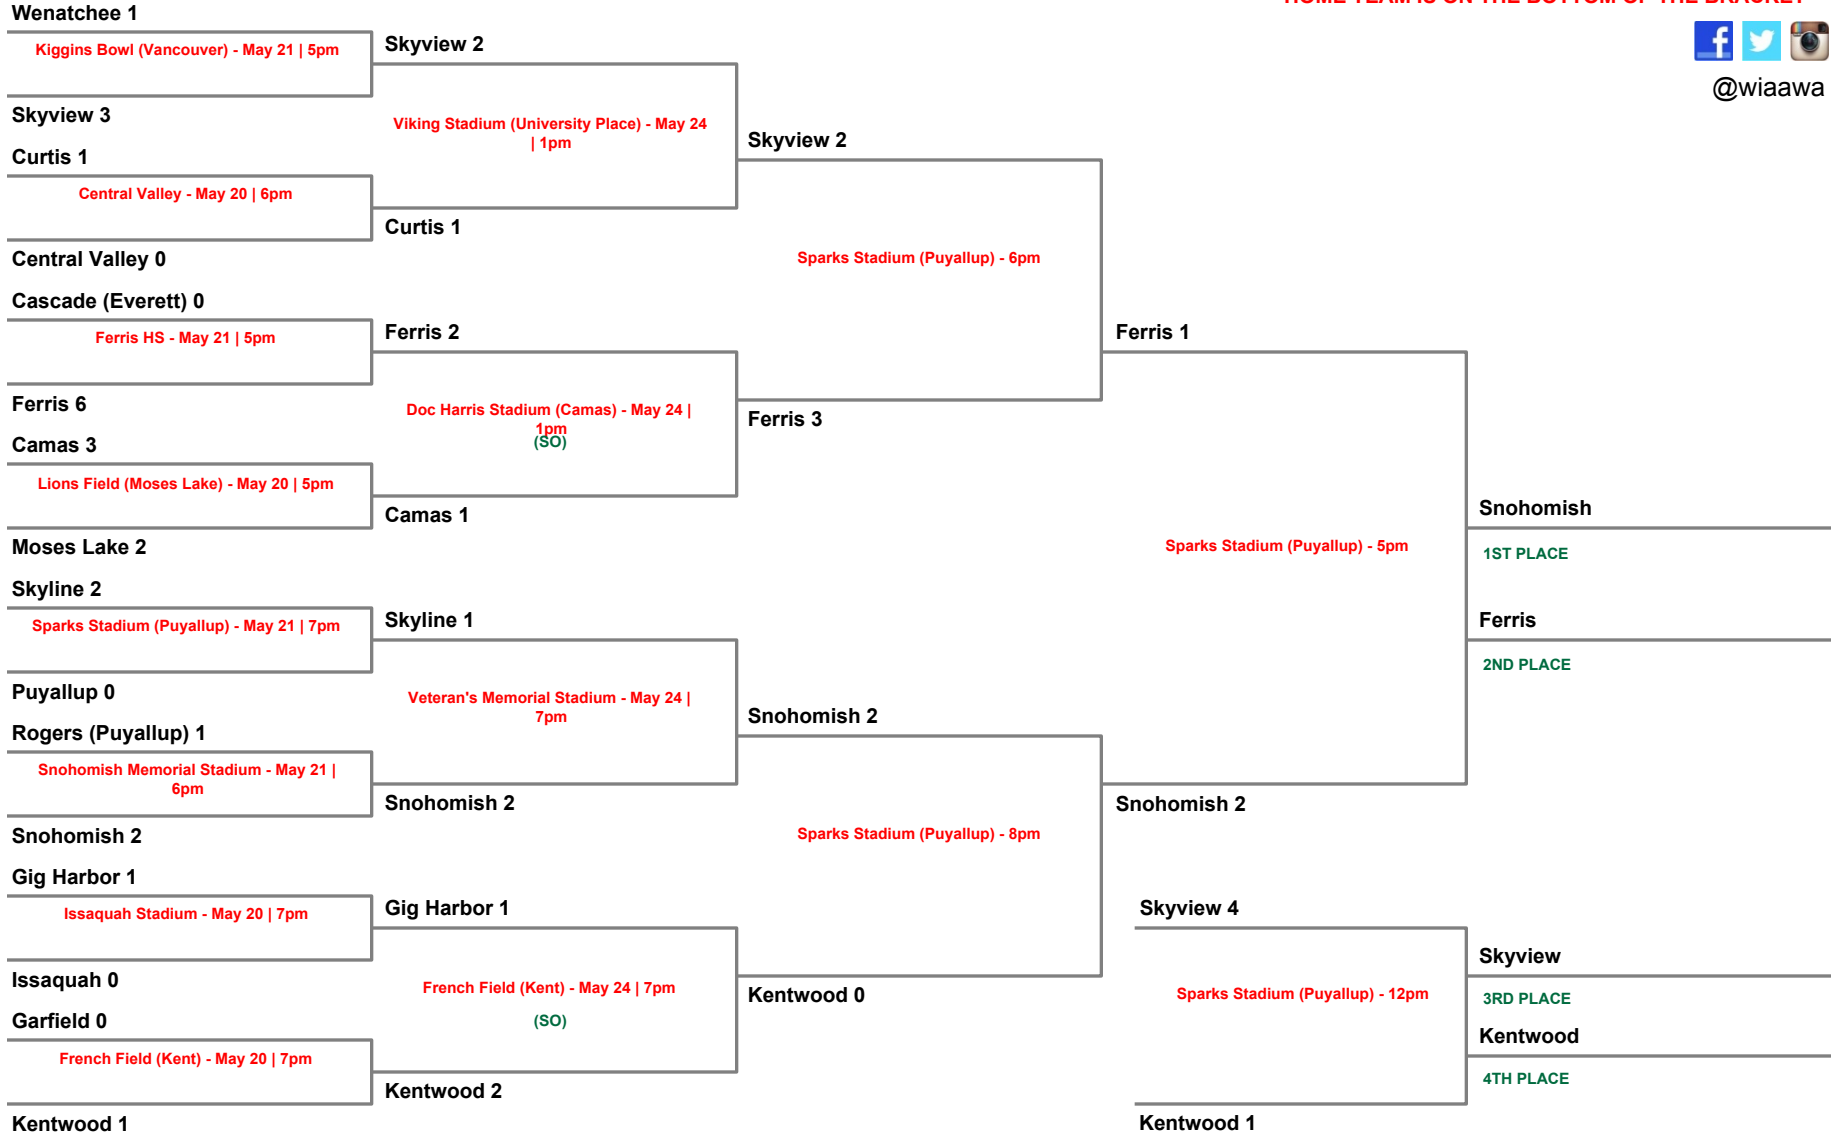 HOME TEAM IS ON THE BOTTOM OF THE BRACKET
@wiaawa
Wenatchee 1
Kiggins Bowl (Vancouver) - May 21 | 5pm
Skyview 3
Curtis 1
Central Valley - May 20 | 6pm
Central Valley 0
Cascade (Everett) 0
Ferris HS - May 21 | 5pm
Ferris 6
Camas 3
Lions Field (Moses Lake) - May 20 | 5pm
Moses Lake 2
Skyline 2
Sparks Stadium (Puyallup) - May 21 | 7pm
Puyallup 0
Rogers (Puyallup) 1
Snohomish Memorial Stadium - May 21 |
6pm
Snohomish 2
Gig Harbor 1
Issaquah Stadium - May 20 | 7pm
Issaquah 0
Garfield 0
French Field (Kent) - May 20 | 7pm
Kentwood 1
Skyview 2
Viking Stadium (University Place) - May 24
| 1pm
Curtis 1
Ferris 2
Doc Harris Stadium (Camas) - May 24 |
1pm
(SO)
Camas 1
Skyline 1
Veteran's Memorial Stadium - May 24 |
7pm
Snohomish 2
Gig Harbor 1
French Field (Kent) - May 24 | 7pm
(SO)
Kentwood 2
Skyview 2
Sparks Stadium (Puyallup) - 6pm
Ferris 3
Snohomish 2
Sparks Stadium (Puyallup) - 8pm
Kentwood 0
Ferris 1
Sparks Stadium (Puyallup) - 5pm
Snohomish 2
Skyview 4
Sparks Stadium (Puyallup) - 12pm
Kentwood 1
Snohomish
1ST PLACE
Ferris
2ND PLACE
Skyview
3RD PLACE
Kentwood
4TH PLACE